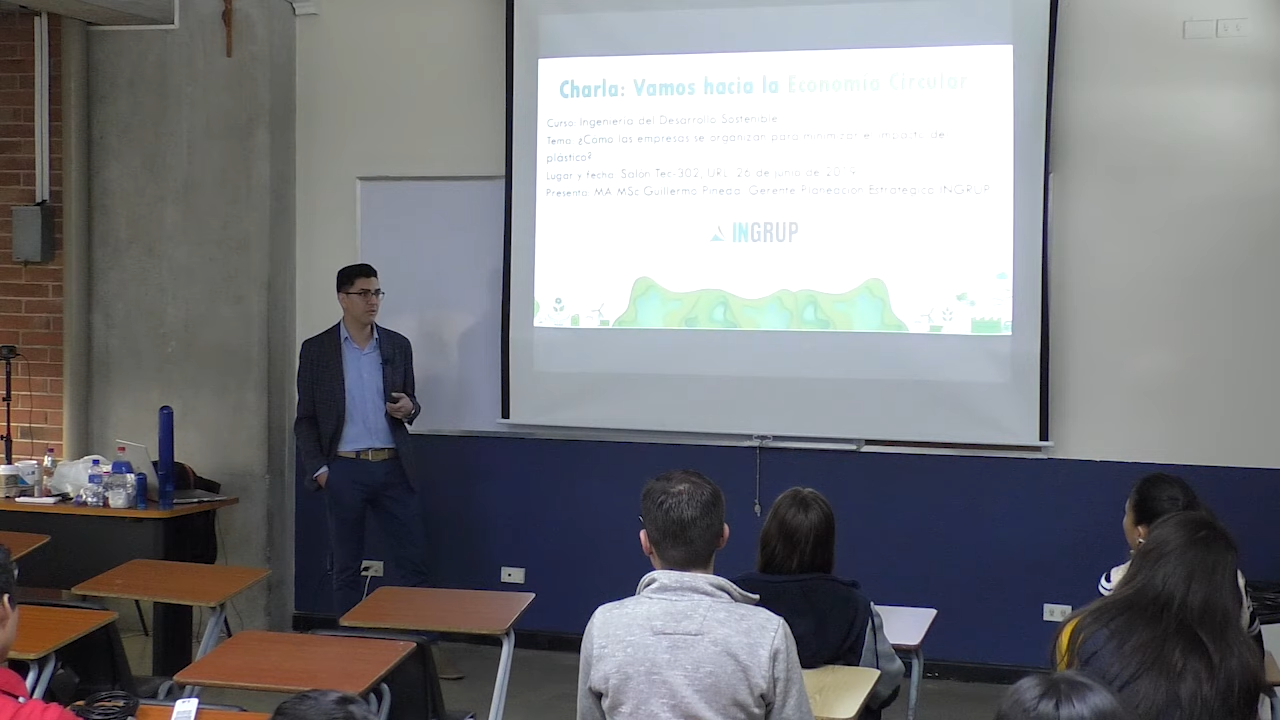 Charla: Vamos hacia la Economía Circular
Curso: Ingeniería del Desarrollo Sostenible
Tema: ¿Cómo las empresas se organizan para minimizar el impacto de
plástico?
Lugar y fecha: Salón Tec-302, URL. 26 de junio de 2019
Presenta: MA MSc Guillermo Pineda. Gerente Planeación Estratégica INGRUP
INGRUP